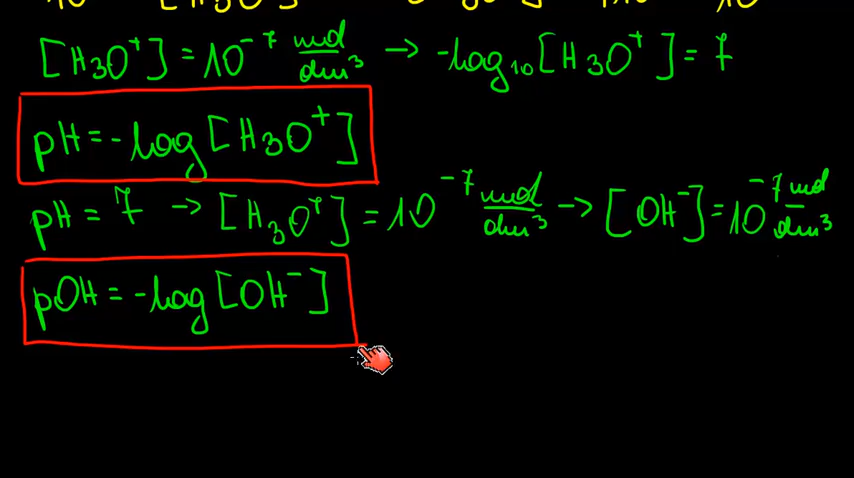 [H3O⁺] = 10⁻⁷ mol/dm³ → -log₁₀[H3O⁺] = 7
pH = -log[H3O⁺]
pH = 7 → [H3O⁺] = 10⁻⁷ mol/dm³ → [OH⁻] = 10⁻⁷ mol/dm³
pOH = -log[OH⁻]